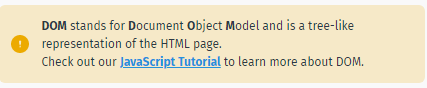 DOM stands for Document Object Model and is a tree-like
representation of the HTML page.
Check out our JavaScript Tutorial to learn more about DOM.